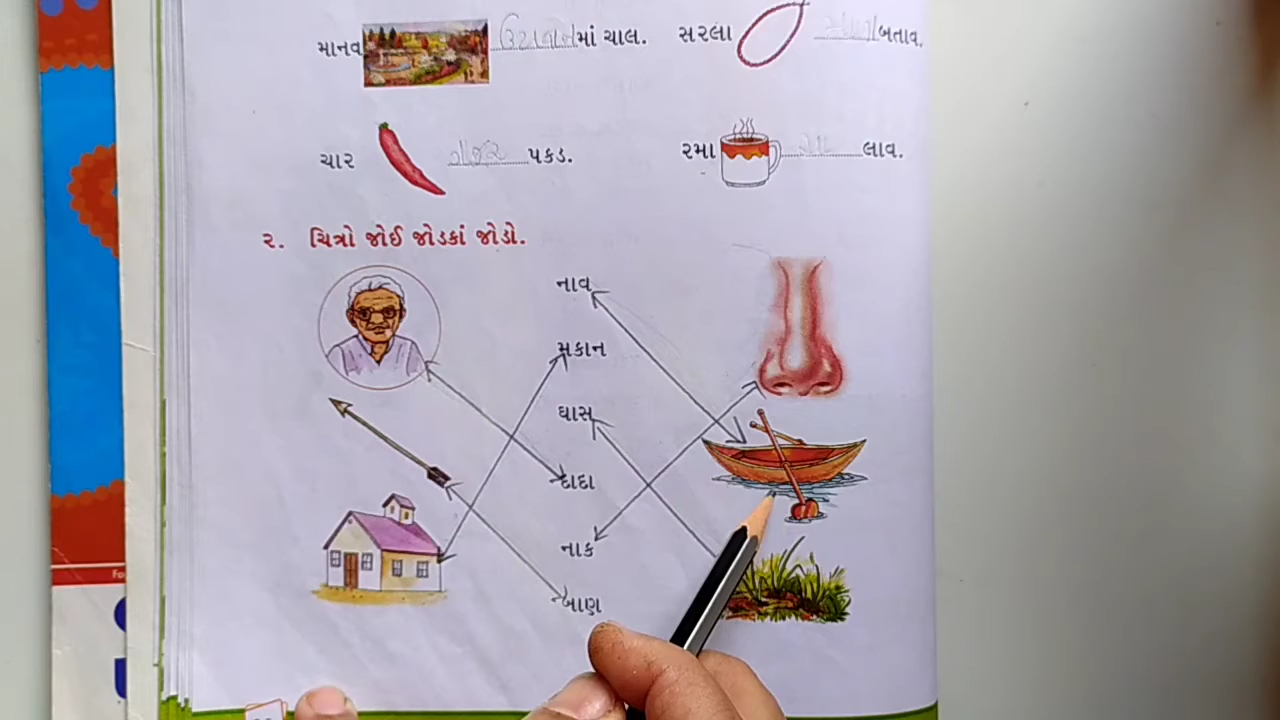 માનવ માં ચાલ. સરલા બતાવ.
ચાર પકડ. રમા લાવ.
૨. ચિત્રો જોઈ જોડકાં જોડો.
નાવ
મકાન
ઘાસ
દાદા
નાક
બાણ